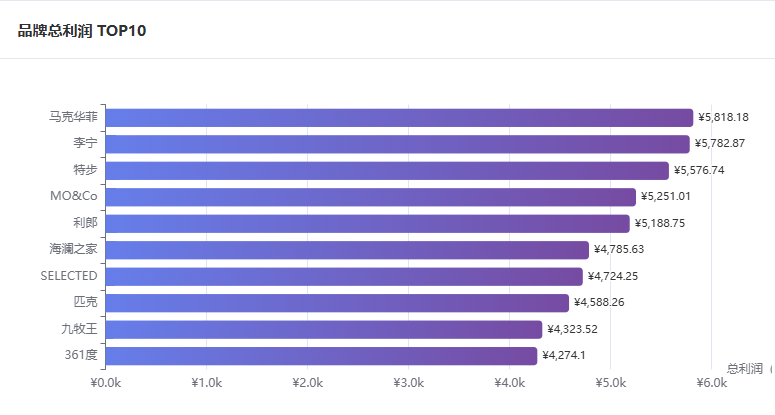 品牌总利润 TOP10
马克华菲 ¥5,818.18
李宁 ¥5,782.87
特步 ¥5,576.74
MO&Co ¥5,251.01
利郎 ¥5,188.75
海澜之家 ¥4,785.63
SELECTED ¥4,724.25
匹克 ¥4,588.26
九牧王 ¥4,323.52
361度 ¥4,274.1
总利润（
¥0.0k ¥1.0k ¥2.0k ¥3.0k ¥4.0k ¥5.0k ¥6.0k